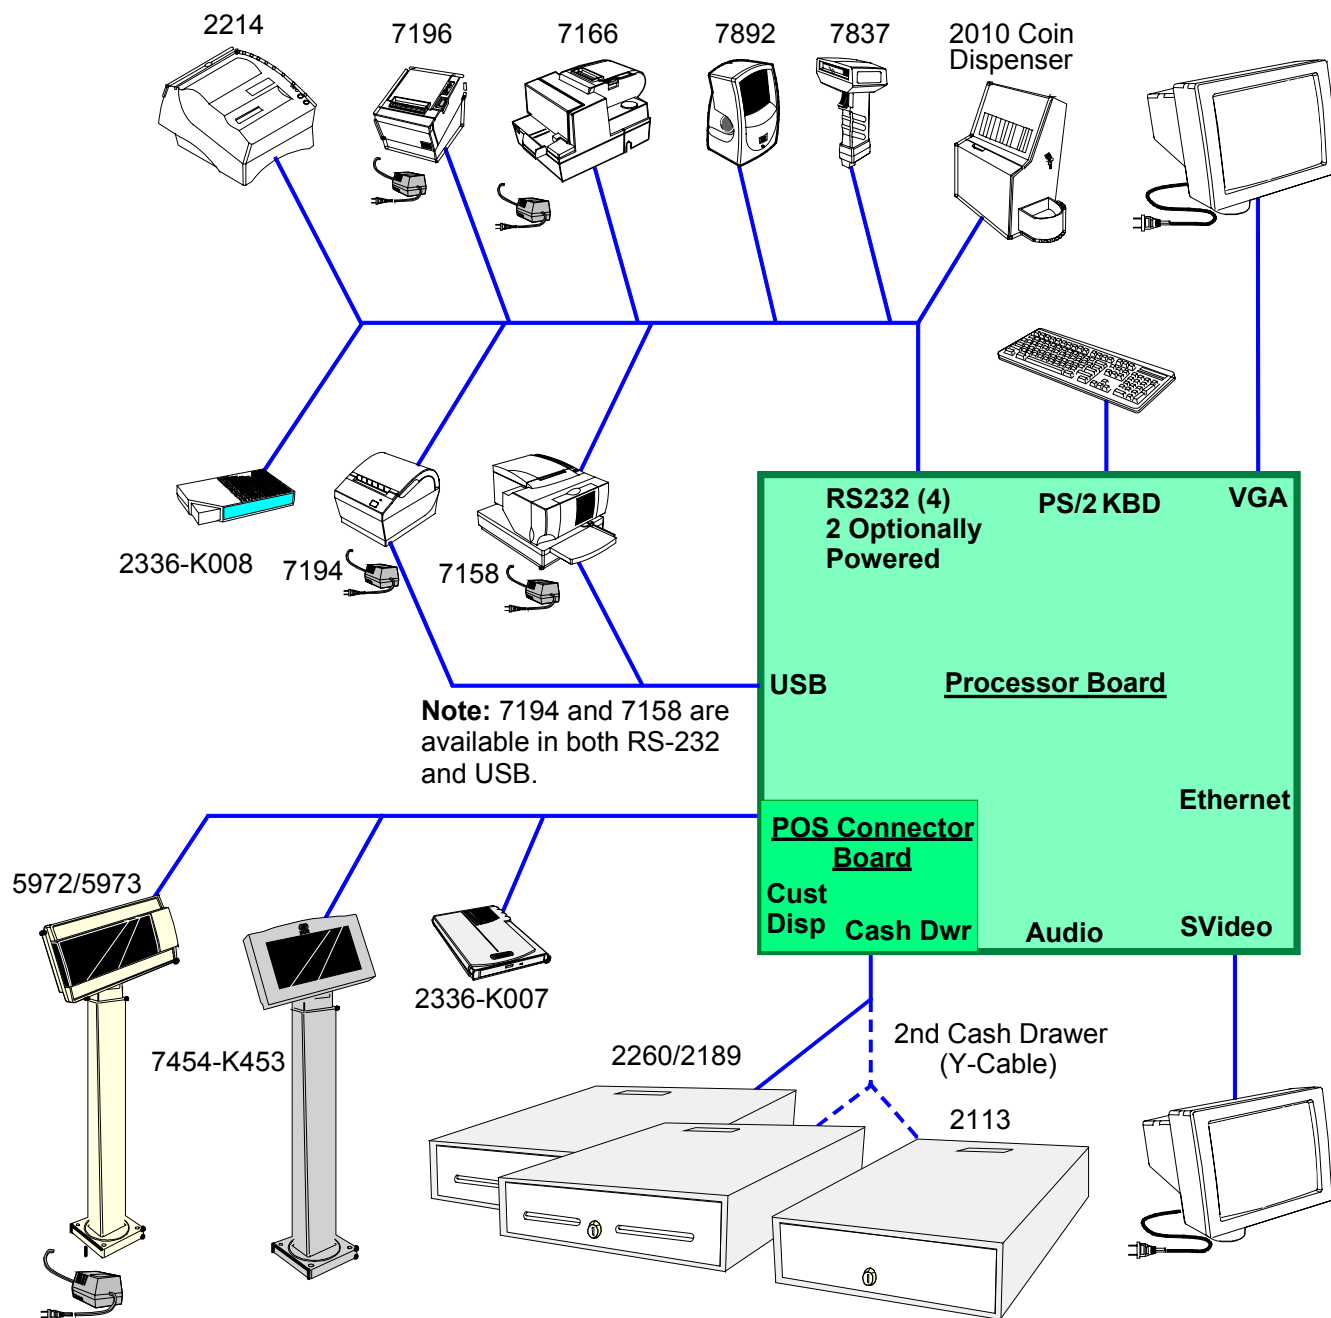 2214
7196
7166
7892
7837
2010 Coin
Dispenser
RS232 (4)
2 Optionally
Powered
PS/2 KBD
VGA
2336-K008
7194
7158
USB
Processor Board
Note: 7194 and 7158 are
available in both RS-232
and USB.
Ethernet
POS Connector
Board
Cust
Disp
Cash Dwr
Audio
SVideo
5972/5973
2336-K007
7454-K453
2260/2189
2nd Cash Drawer
(Y-Cable)
2113